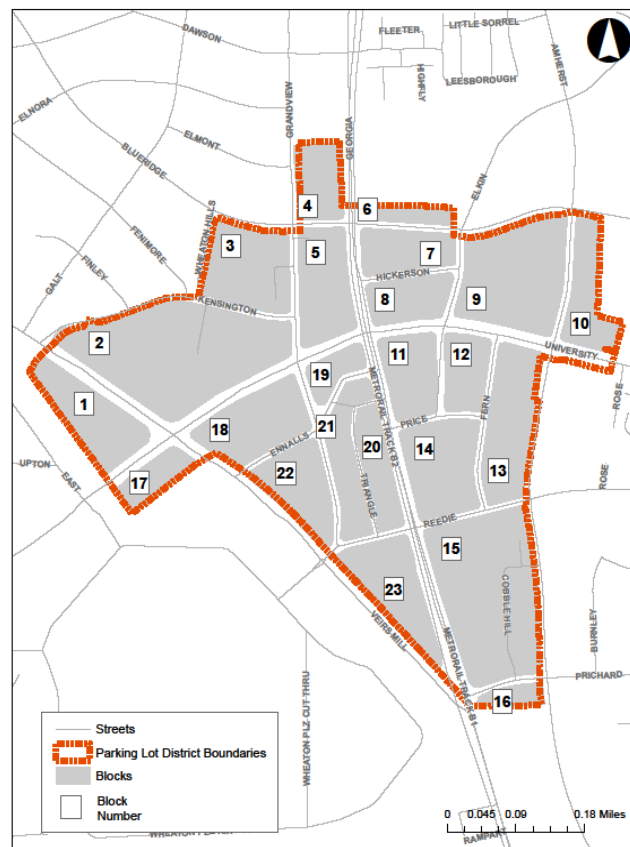 LITTLE SORREL
DAWSON
FLEETER
HIGHFLY
LEESBOROUGH
AMHERST
ELNORA
ELMONT
GRANDVIEW
GEORGIA
BLUERIDGE
ELKIN
WHEATON HILLS
4
6
3
5
7
FENIMORE
FINLEY
GALT
HICKERSON
KENSINGTON
8
9
10
2
UNIVERSITY
11
12
19
ROSE
1
METRORAIL TRACK B2
FERN
18
21
PRICE
ENNALLS
20
14
UPTON
EAST
17
22
TRIANGLE
13
ROSE
REEDIE
15
23
COBBLE HILL
VEIRS MILL
BURNLEY
METRORAIL TRACK B1
PRICHARD
16
WHEATON PLZ CUT THRU
Streets
Parking Lot District Boundaries
Blocks
Block
Number
0 0.045 0.09 0.18 Miles
RAMPART